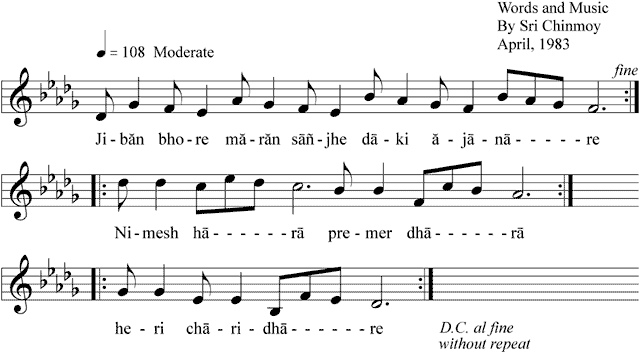 Words and Music
By Sri Chinmoy
April, 1983
= 108 Moderate
fine
Ji-băn bho-re mă-răn sāñ-jhe dā-ki ă-jā-nā-----re
Ni-mesh hā------rā pre-mer dhā------rā
he-ri chā-ri-dhā------re
D.C. al fine
without repeat